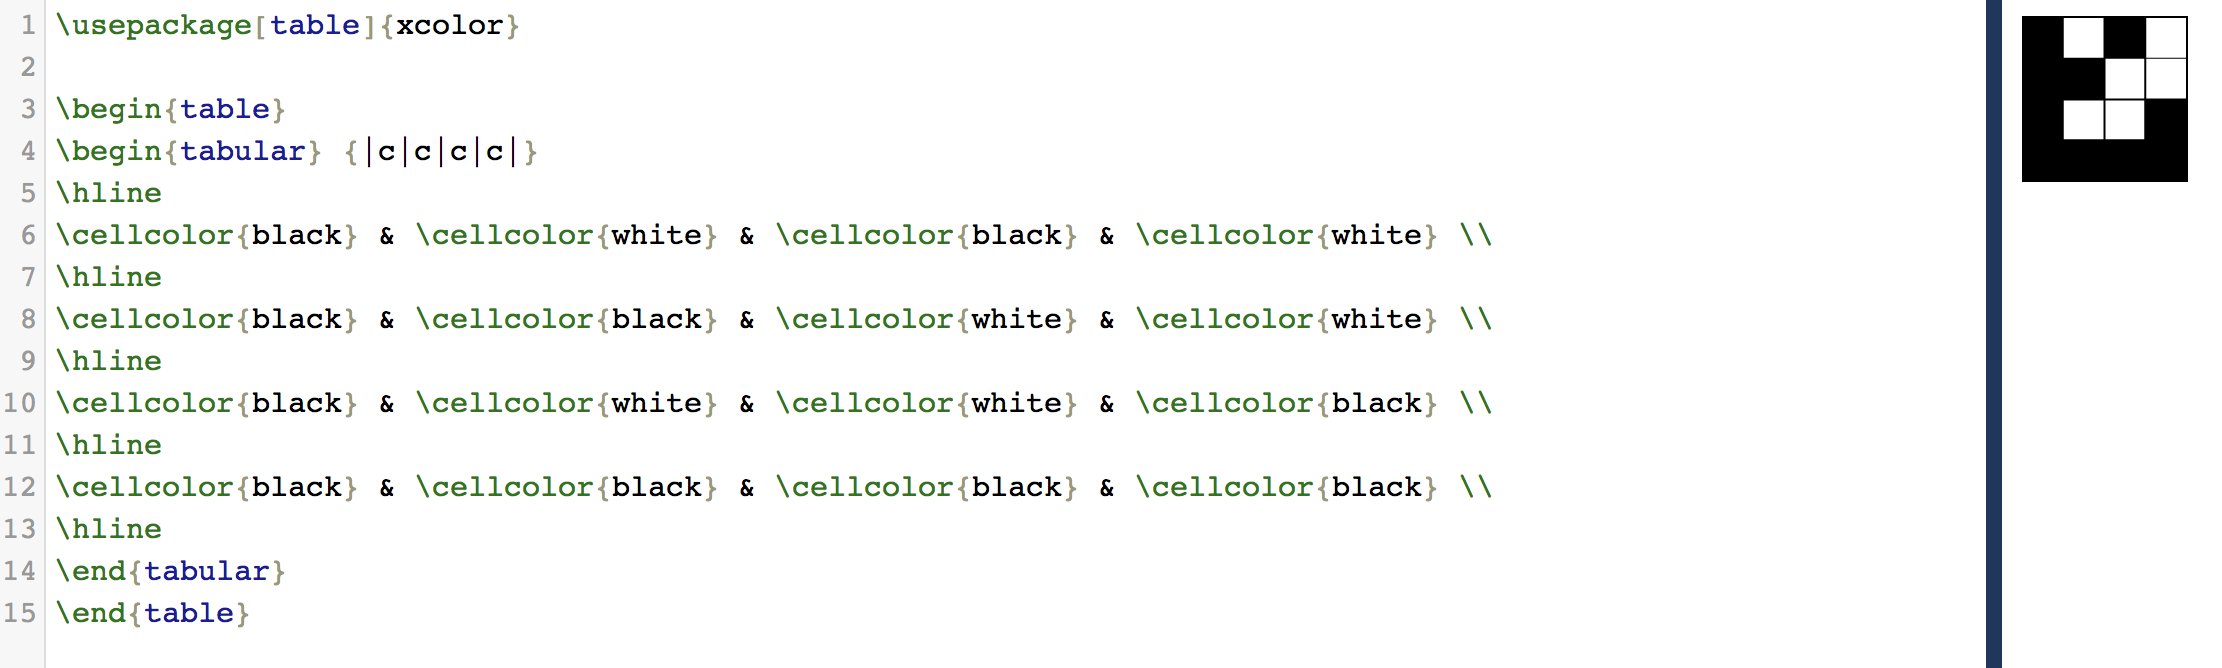 1 \usepackage[table]{xcolor}
2
3 \begin{table}
4 \begin{tabular} {|c|c|c|c|}
5 \hline
6 \cellcolor{black} & \cellcolor{white} & \cellcolor{black} & \cellcolor{white} \\
7 \hline
8 \cellcolor{black} & \cellcolor{black} & \cellcolor{white} & \cellcolor{white} \\
9 \hline
10 \cellcolor{black} & \cellcolor{white} & \cellcolor{white} & \cellcolor{black} \\
11 \hline
12 \cellcolor{black} & \cellcolor{black} & \cellcolor{black} & \cellcolor{black} \\
13 \hline
14 \end{tabular}
15 \end{table}